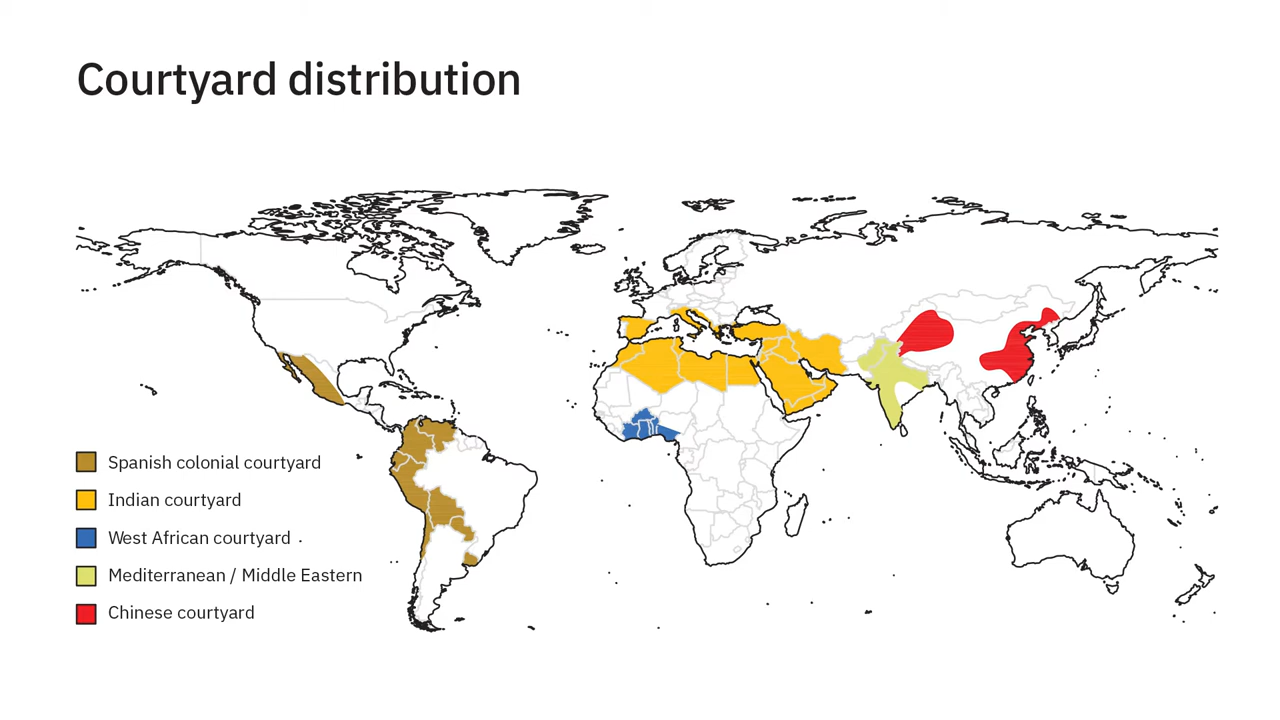 Courtyard distribution
Spanish colonial courtyard
Indian courtyard
West African courtyard
Mediterranean / Middle Eastern
Chinese courtyard